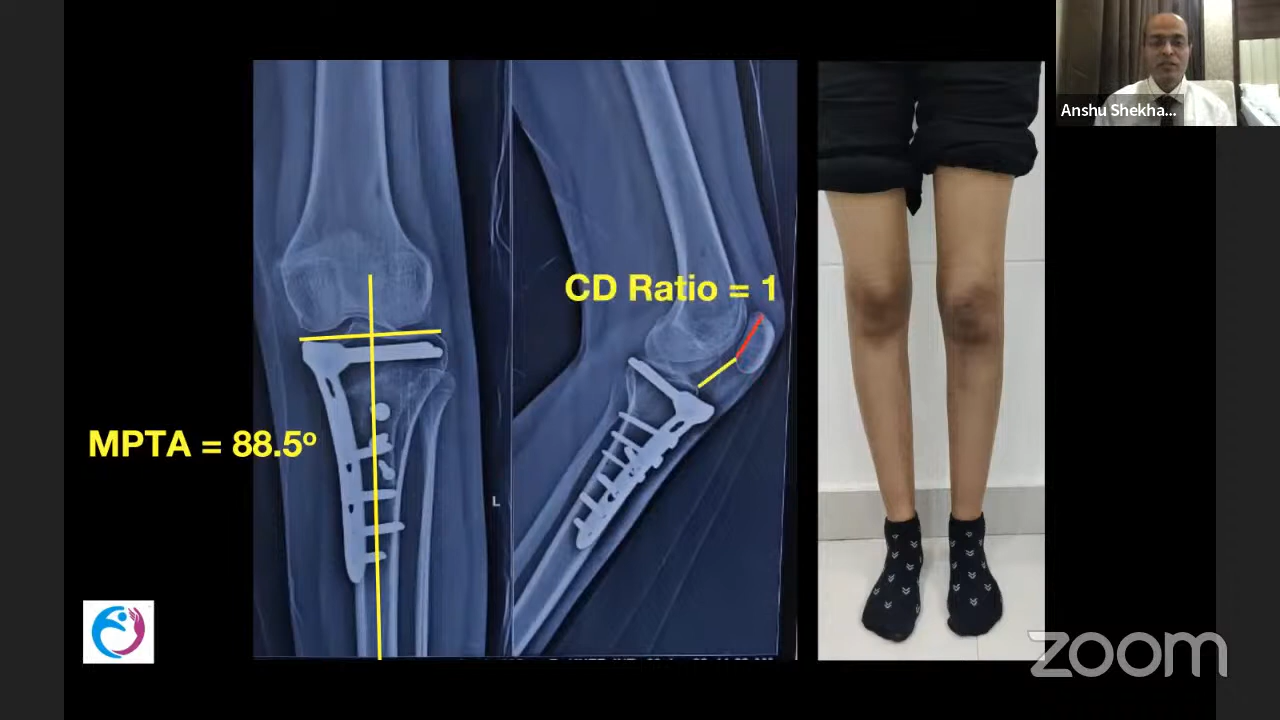 Anshu Shekha...
CD Ratio = 1
MPTA = 88.5º
L
zoom